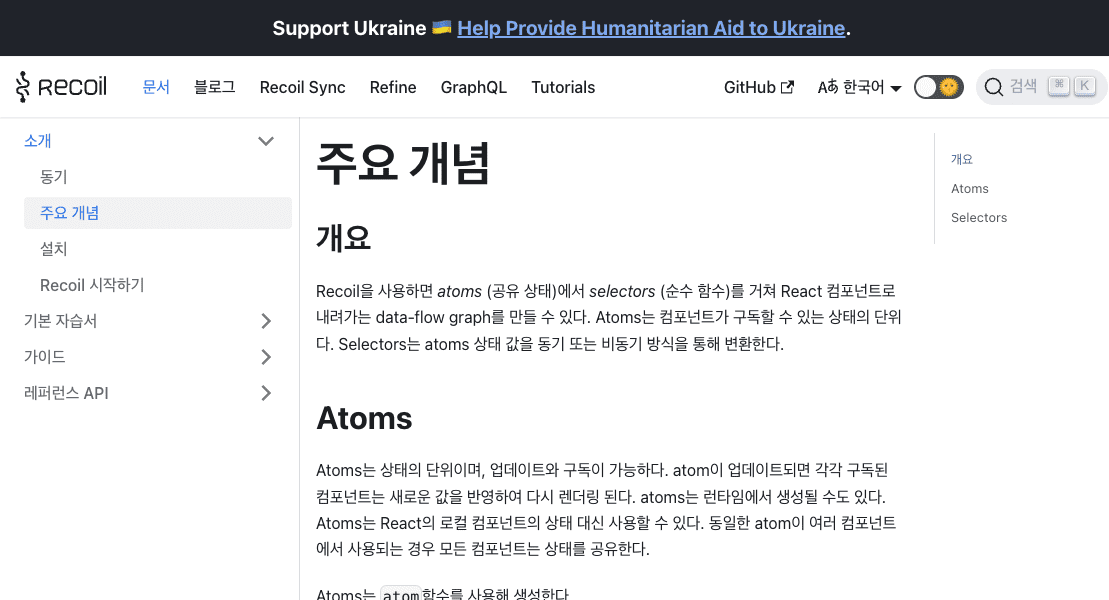 Support Ukraine 🇺🇦 Help Provide Humanitarian Aid to Ukraine.
RECOIL 문서 블로그 Recoil Sync Refine GraphQL Tutorials GitHub 한국어 검색 ⌘ K
소개
동기
주요 개념
설치
Recoil 시작하기
기본 자습서
가이드
레퍼런스 API
주요 개념
개요
Recoil을 사용하면 atoms (공유 상태)에서 selectors (순수 함수)를 거쳐 React 컴포넌트로
내려가는 data-flow graph를 만들 수 있다. Atoms는 컴포넌트가 구독할 수 있는 상태의 단위
다. Selectors는 atoms 상태 값을 동기 또는 비동기 방식을 통해 변환한다.
Atoms
Atoms는 상태의 단위이며, 업데이트와 구독이 가능하다. atom이 업데이트되면 각각 구독된
컴포넌트는 새로운 값을 반영하여 다시 렌더링 된다. atoms는 런타임에서 생성될 수도 있다.
Atoms는 React의 로컬 컴포넌트의 상태 대신 사용할 수 있다. 동일한 atom이 여러 컴포넌트
에서 사용되는 경우 모든 컴포넌트는 상태를 공유한다.
Atoms는 atom함수를 사용해 생성한다
개요
Atoms
Selectors